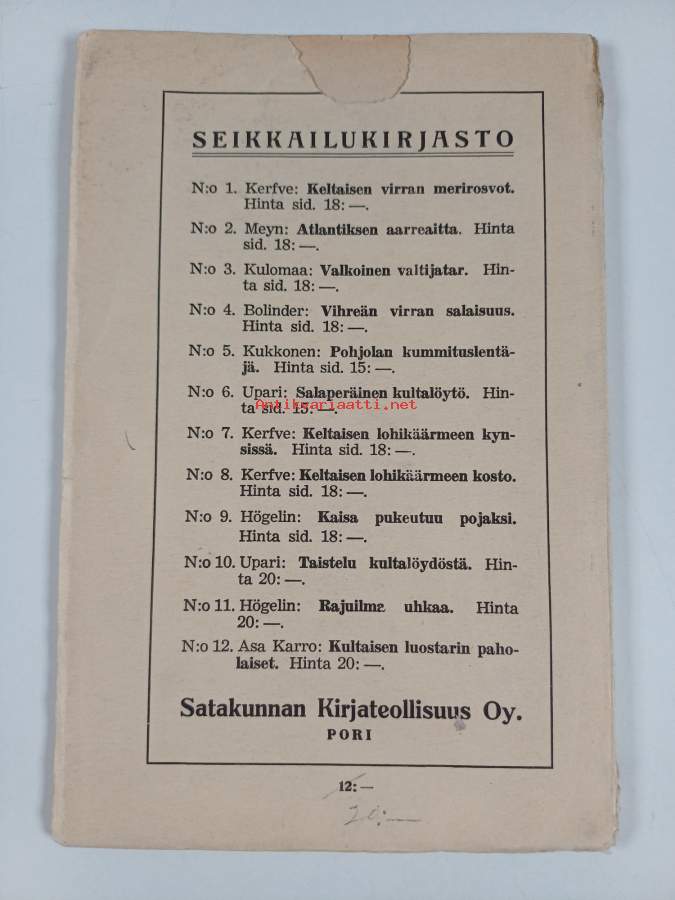 SEIKKAILUKIRJASTO
N:o 1. Kerfve: Keltaisen virran merirosvot.
Hinta sid. 18: —.
N:o 2. Meyn: Atlantiksen aarreaitta. Hinta
sid. 18: —.
N:o 3. Kulomaa: Valkoinen valtijatar. Hin-
ta sid. 18: —.
N:o 4. Bolinder: Vihreän virran salaisuus.
Hinta sid. 18: —.
N:o 5. Kukkonen: Pohjolan kummituslentä-
jä. Hinta sid. 15: —.
N:o 6. Upari: Salaperäinen kultalöytö. Hin-
Antikvariaatti.net
ta sid. 15: —.
N:o 7. Kerfve: Keltaisen lohikäärmeen kyn-
sissä. Hinta sid. 18: —.
N:o 8. Kerfve: Keltaisen lohikäärmeen kosto.
Hinta sid. 18: —.
N:o 9. Högelin: Kaisa pukeutuu pojaksi.
Hinta sid. 18: —.
N:o 10. Upari: Taistelu kultalöydöstä. Hin-
ta 20: —.
N:o 11. Högelin: Rajuilma uhkaa. Hinta
20: —.
N:o 12. Asa Karro: Kultaisen luostarin paho-
laiset. Hinta 20: —.
Satakunnan Kirjateollisuus Oy.
PORI
12: —
20: —